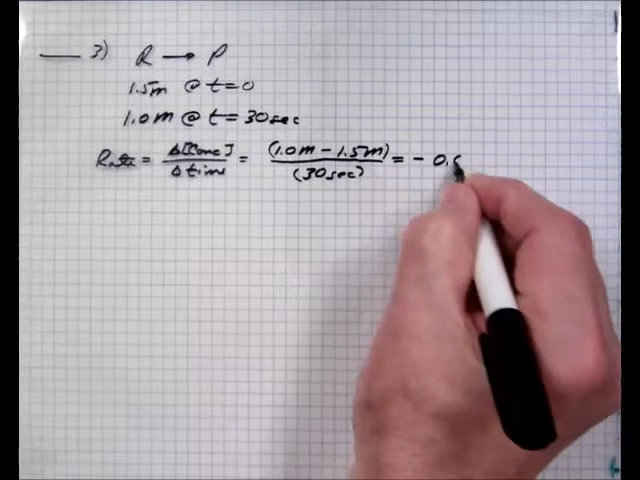 3) R → P
1.5m @ t=0
1.0m @ t=30sec
Rate = Δ[Conc] / Δtime = (1.0m - 1.5m) / (30sec) = - 0.